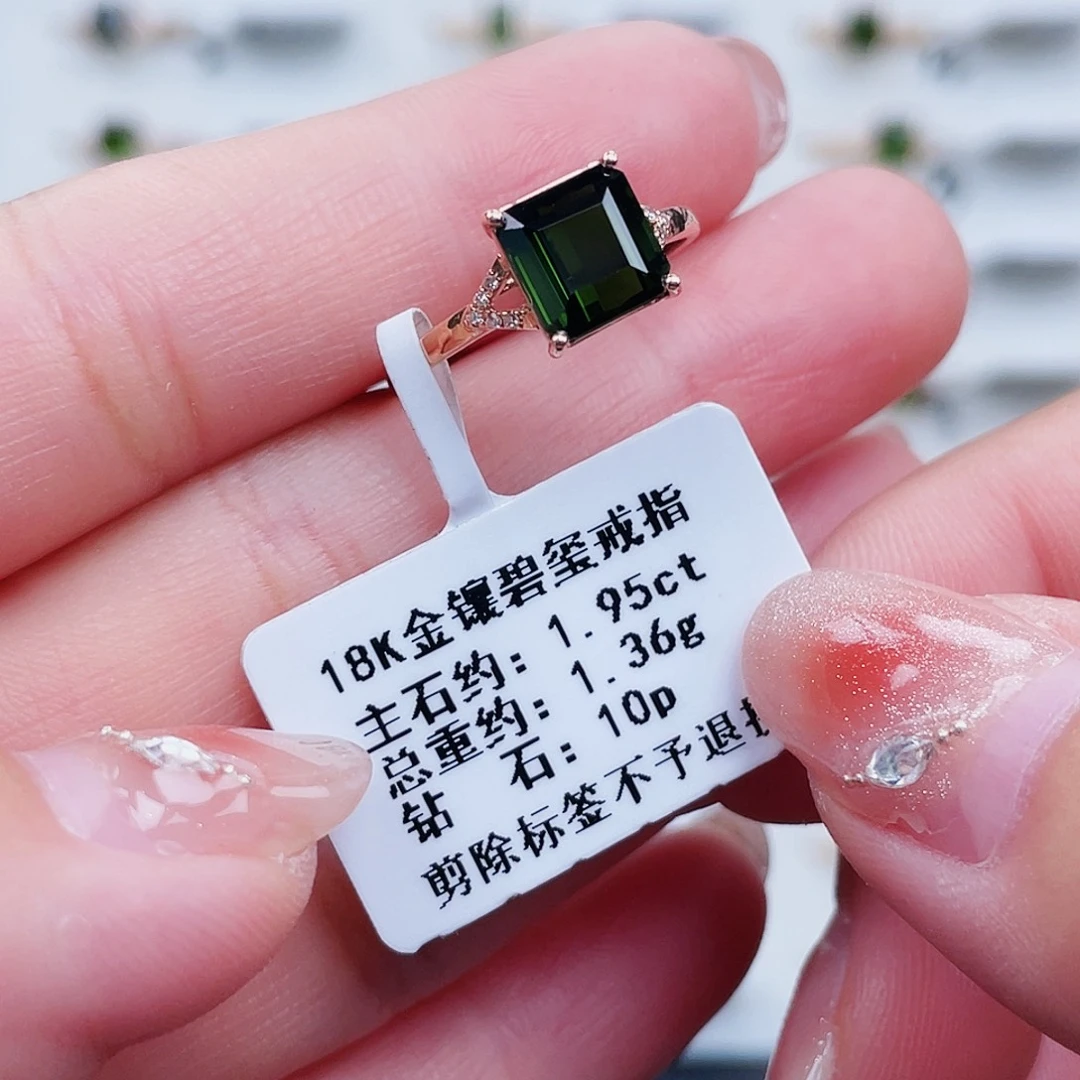 18K金镶碧玺戒指
主石约: 1.95ct
总重约: 1.36g
钻 石: 10p
剪除标签不予退